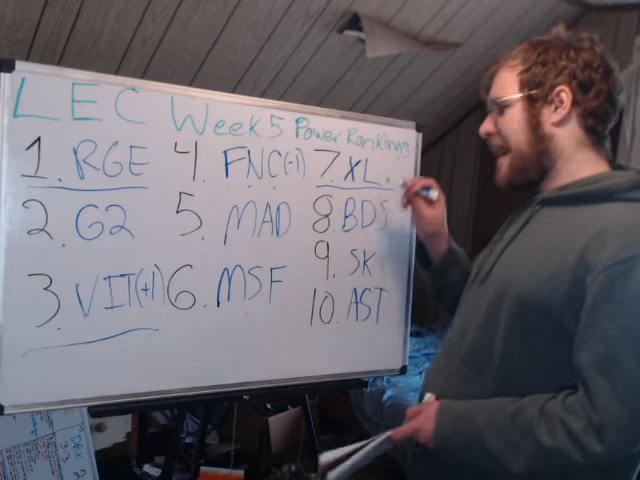 LEC Week 5 Power Rankings
1. RGE
2. G2
3. VIT(+1)
4. FNC(-1)
5. MAD
6. MSF
7. XL.
8. BDS
9. SK
10. AST